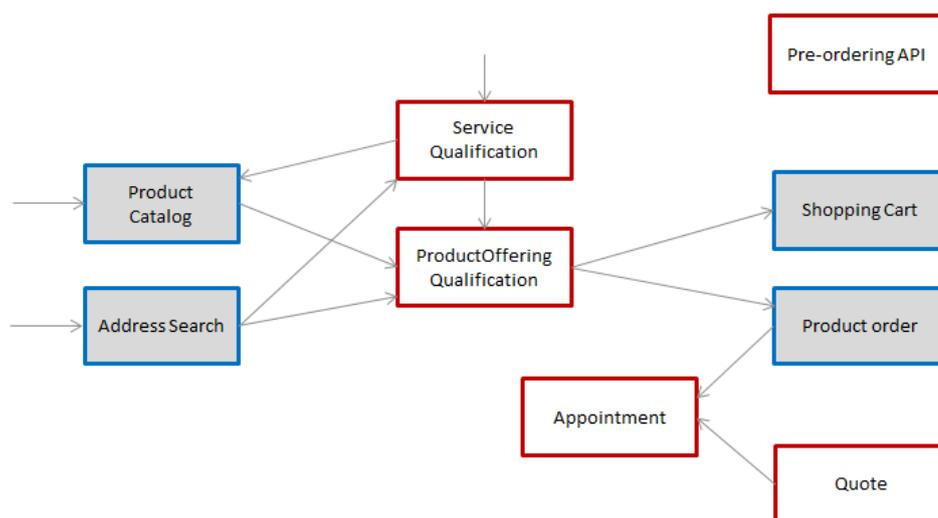 Pre-ordering API
Service
Qualification
Product
Catalog
Shopping Cart
ProductOffering
Qualification
Address Search
Product order
Appointment
Quote